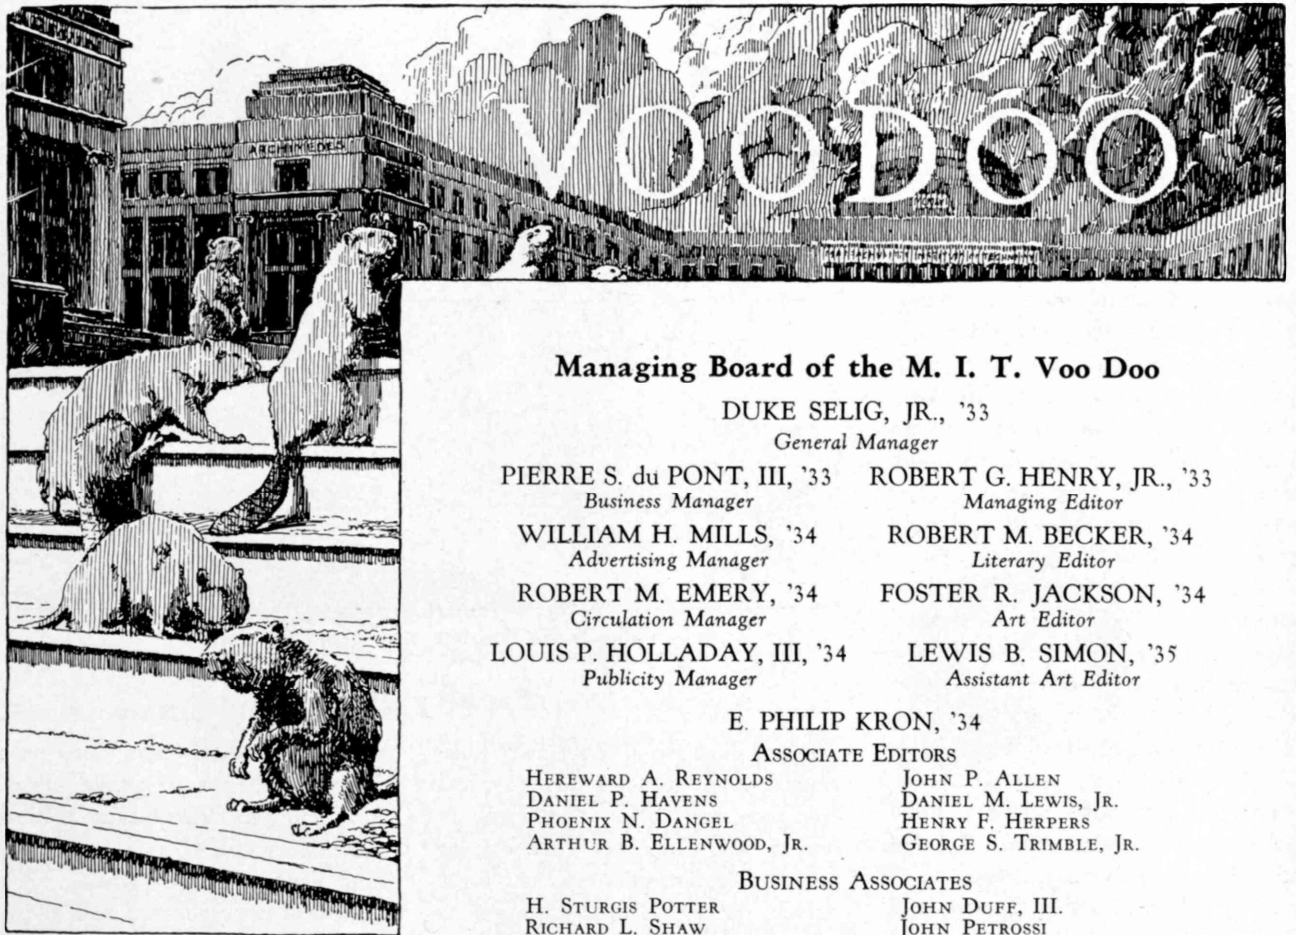 VOO DOO
ARCHIMEDES
Managing Board of the M. I. T. Voo Doo
DUKE SELIG, JR., '33
General Manager
PIERRE S. du PONT, III, '33 ROBERT G. HENRY, JR., '33
Business Manager Managing Editor
WILLIAM H. MILLS, '34 ROBERT M. BECKER, '34
Advertising Manager Literary Editor
ROBERT M. EMERY, '34 FOSTER R. JACKSON, '34
Circulation Manager Art Editor
LOUIS P. HOLLADAY, III, '34 LEWIS B. SIMON, '35
Publicity Manager Assistant Art Editor
E. PHILIP KRON, '34
ASSOCIATE EDITORS
HEREWARD A. REYNOLDS JOHN P. ALLEN
DANIEL P. HAVENS DANIEL M. LEWIS, JR.
PHOENIX N. DANGEL HENRY F. HERPERS
ARTHUR B. ELLENWOOD, JR. GEORGE S. TRIMBLE, JR.
BUSINESS ASSOCIATES
H. STURGIS POTTER JOHN DUFF, III.
RICHARD L. SHAW JOHN PETROSSI